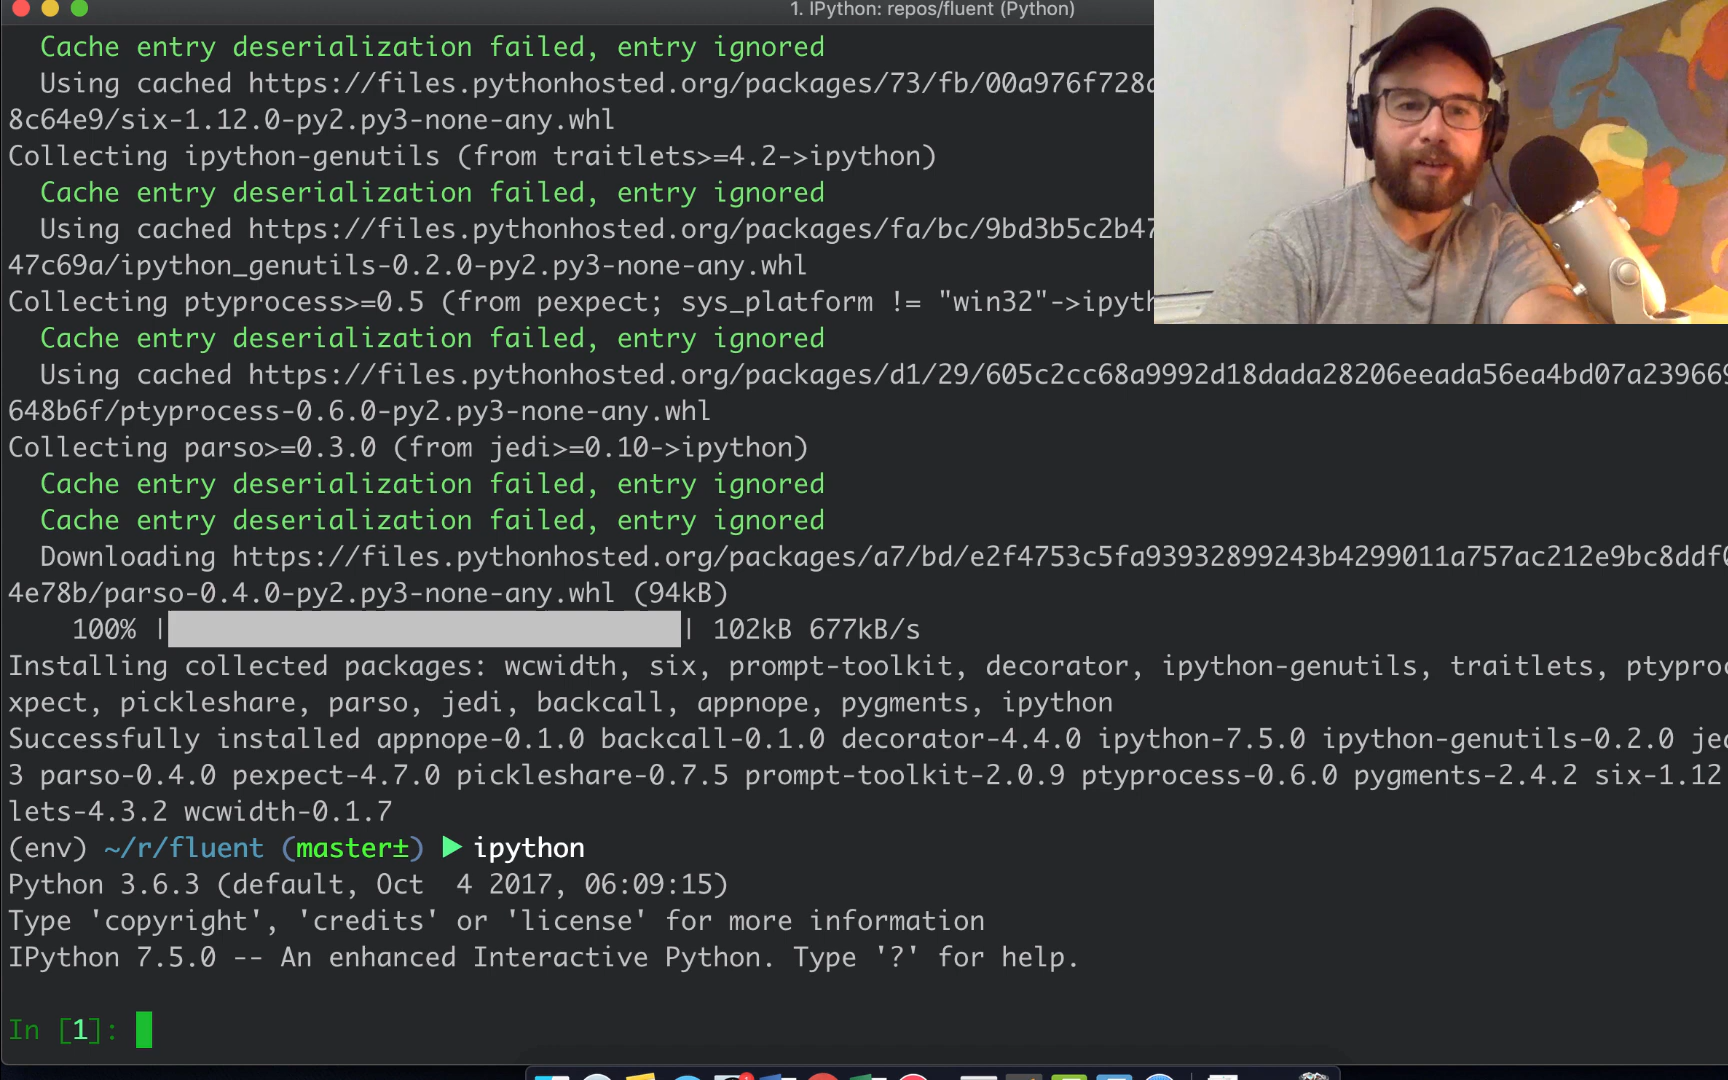 1. IPython: repos/fluent (Python)
Cache entry deserialization failed, entry ignored
Using cached https://files.pythonhosted.org/packages/73/fb/00a976f728
8c64e9/six-1.12.0-py2.py3-none-any.whl
Collecting ipython-genutils (from traitlets>=4.2->ipython)
Cache entry deserialization failed, entry ignored
Using cached https://files.pythonhosted.org/packages/fa/bc/9bd3b5c2b47
47c69a/ipython_genutils-0.2.0-py2.py3-none-any.whl
Collecting ptyprocess>=0.5 (from pexpect; sys_platform != "win32"->ipyth
Cache entry deserialization failed, entry ignored
Using cached https://files.pythonhosted.org/packages/d1/29/605c2cc68a9992d18dada28206eeada56ea4bd07a239669
648b6f/ptyprocess-0.6.0-py2.py3-none-any.whl
Collecting parso>=0.3.0 (from jedi>=0.10->ipython)
Cache entry deserialization failed, entry ignored
Cache entry deserialization failed, entry ignored
Downloading https://files.pythonhosted.org/packages/a7/bd/e2f4753c5fa93932899243b4299011a757ac212e9bc8ddf0
4e78b/parso-0.4.0-py2.py3-none-any.whl (94kB)
100% | | 102kB 677kB/s
Installing collected packages: wcwidth, six, prompt-toolkit, decorator, ipython-genutils, traitlets, ptyproc
xpect, pickleshare, parso, jedi, backcall, appnope, pygments, ipython
Successfully installed appnope-0.1.0 backcall-0.1.0 decorator-4.4.0 ipython-7.5.0 ipython-genutils-0.2.0 jed
3 parso-0.4.0 pexpect-4.7.0 pickleshare-0.7.5 prompt-toolkit-2.0.9 ptyprocess-0.6.0 pygments-2.4.2 six-1.12
lets-4.3.2 wcwidth-0.1.7
(env) ~/r/fluent (master±) ▶ ipython
Python 3.6.3 (default, Oct  4 2017, 06:09:15)
Type 'copyright', 'credits' or 'license' for more information
IPython 7.5.0 -- An enhanced Interactive Python. Type '?' for help.
In [1]: